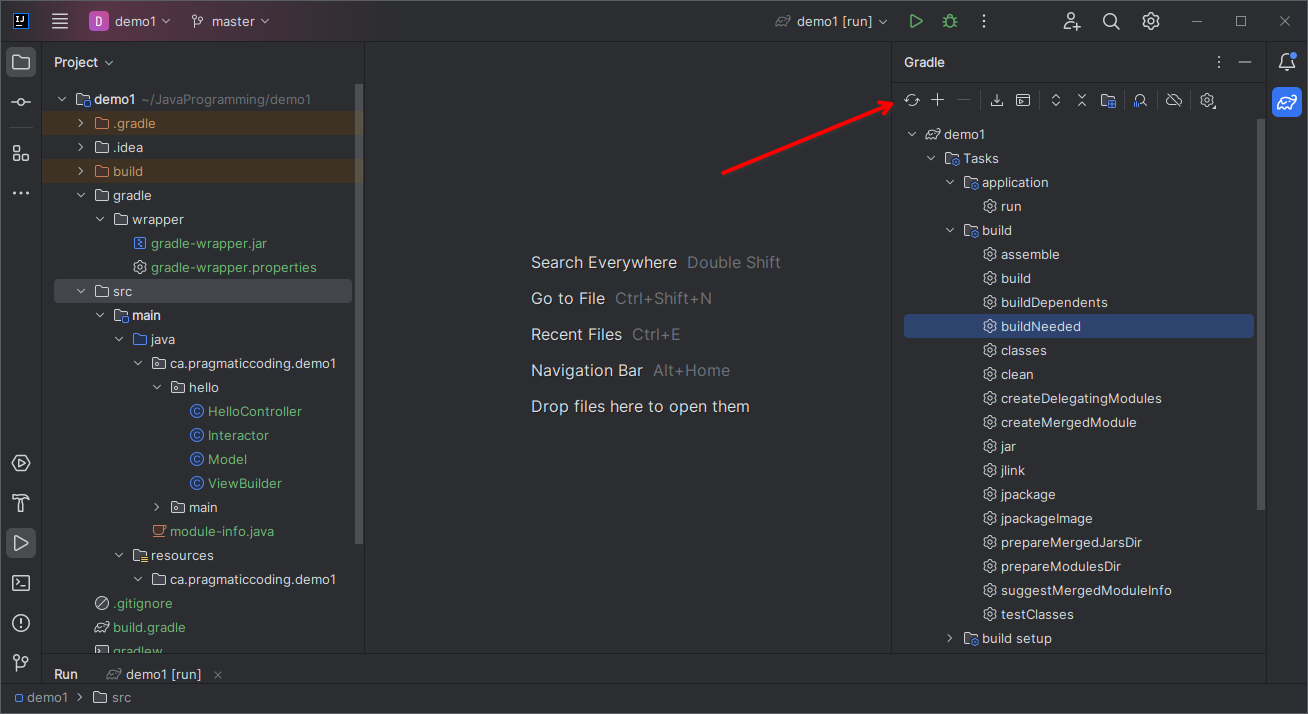 IJ D demo1 master demo1 [run]
Project
demo1 ~/JavaProgramming/demo1
.gradle
.idea
build
gradle
wrapper
gradle-wrapper.jar
gradle-wrapper.properties
src
main
java
ca.pragmaticcoding.demo1
hello
HelloController
Interactor
Model
ViewBuilder
main
module-info.java
resources
ca.pragmaticcoding.demo1
.gitignore
build.gradle
gradlew
Search Everywhere Double Shift
Go to File Ctrl+Shift+N
Recent Files Ctrl+E
Navigation Bar Alt+Home
Drop files here to open them
Gradle
demo1
Tasks
application
run
build
assemble
build
buildDependents
buildNeeded
classes
clean
createDelegatingModules
createMergedModule
jar
jlink
jpackage
jpackageImage
prepareMergedJarsDir
prepareModulesDir
suggestMergedModuleInfo
testClasses
build setup
Run demo1 [run]
demo1 src